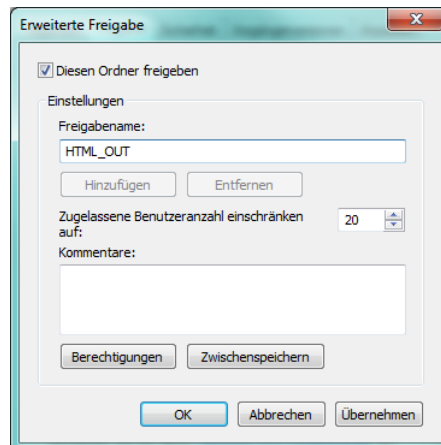 Erweiterte Freigabe
Diesen Ordner freigeben
Einstellungen
Freigabename:
HTML_OUT
Hinzufügen Entfernen
Zugelassene Benutzeranzahl einschränken
auf:
20
Kommentare:
Berechtigungen Zwischenspeichern
OK Abbrechen Übernehmen